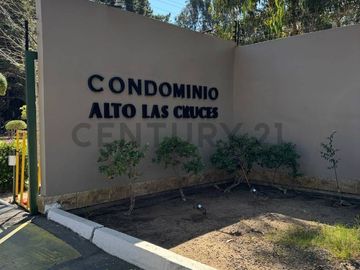 CONDOMINIO
ALTO LAS CRUCES
CENTURY 21